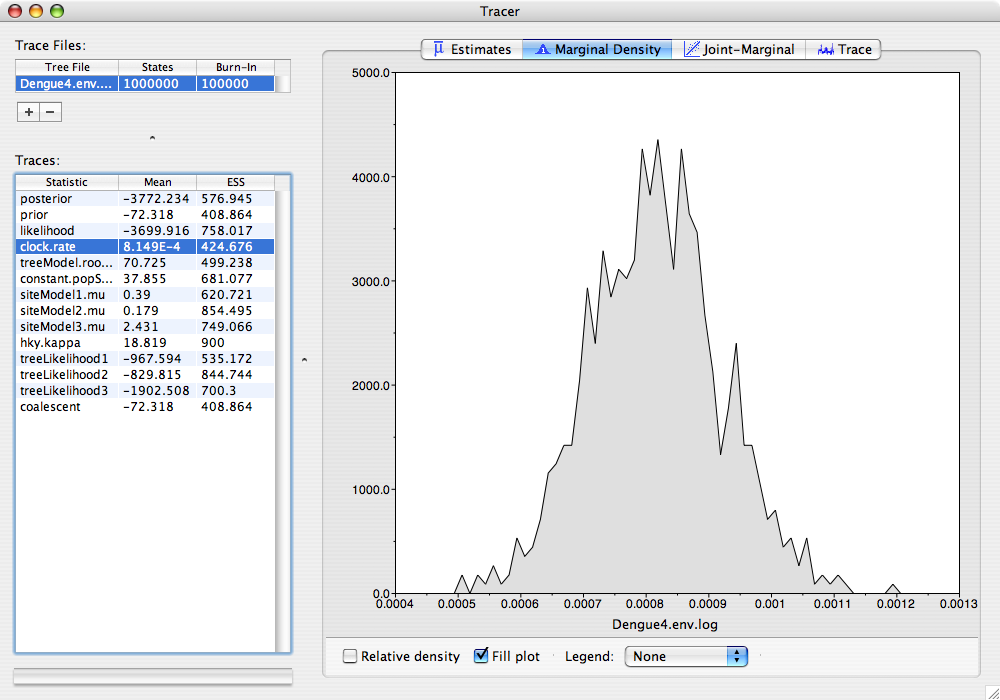 Tracer
Trace Files:
Tree File States Burn-In
Dengue4.env.... 1000000 100000
+ −
Traces:
Statistic Mean ESS
posterior -3772.234 576.945
prior -72.318 408.864
likelihood -3699.916 758.017
clock.rate 8.149E-4 424.676
treeModel.roo... 70.725 499.238
constant.popS... 37.855 681.077
siteModel1.mu 0.39 620.721
siteModel2.mu 0.179 854.495
siteModel3.mu 2.431 749.066
hky.kappa 18.819 900
treeLikelihood1 -967.594 535.172
treeLikelihood2 -829.815 844.744
treeLikelihood3 -1902.508 700.3
coalescent -72.318 408.864
Estimates Marginal Density Joint-Marginal Trace
5000.0
4000.0
3000.0
2000.0
1000.0
0.0
0.0004 0.0005 0.0006 0.0007 0.0008 0.0009 0.001 0.0011 0.0012 0.0013
Dengue4.env.log
Relative density Fill plot Legend: None